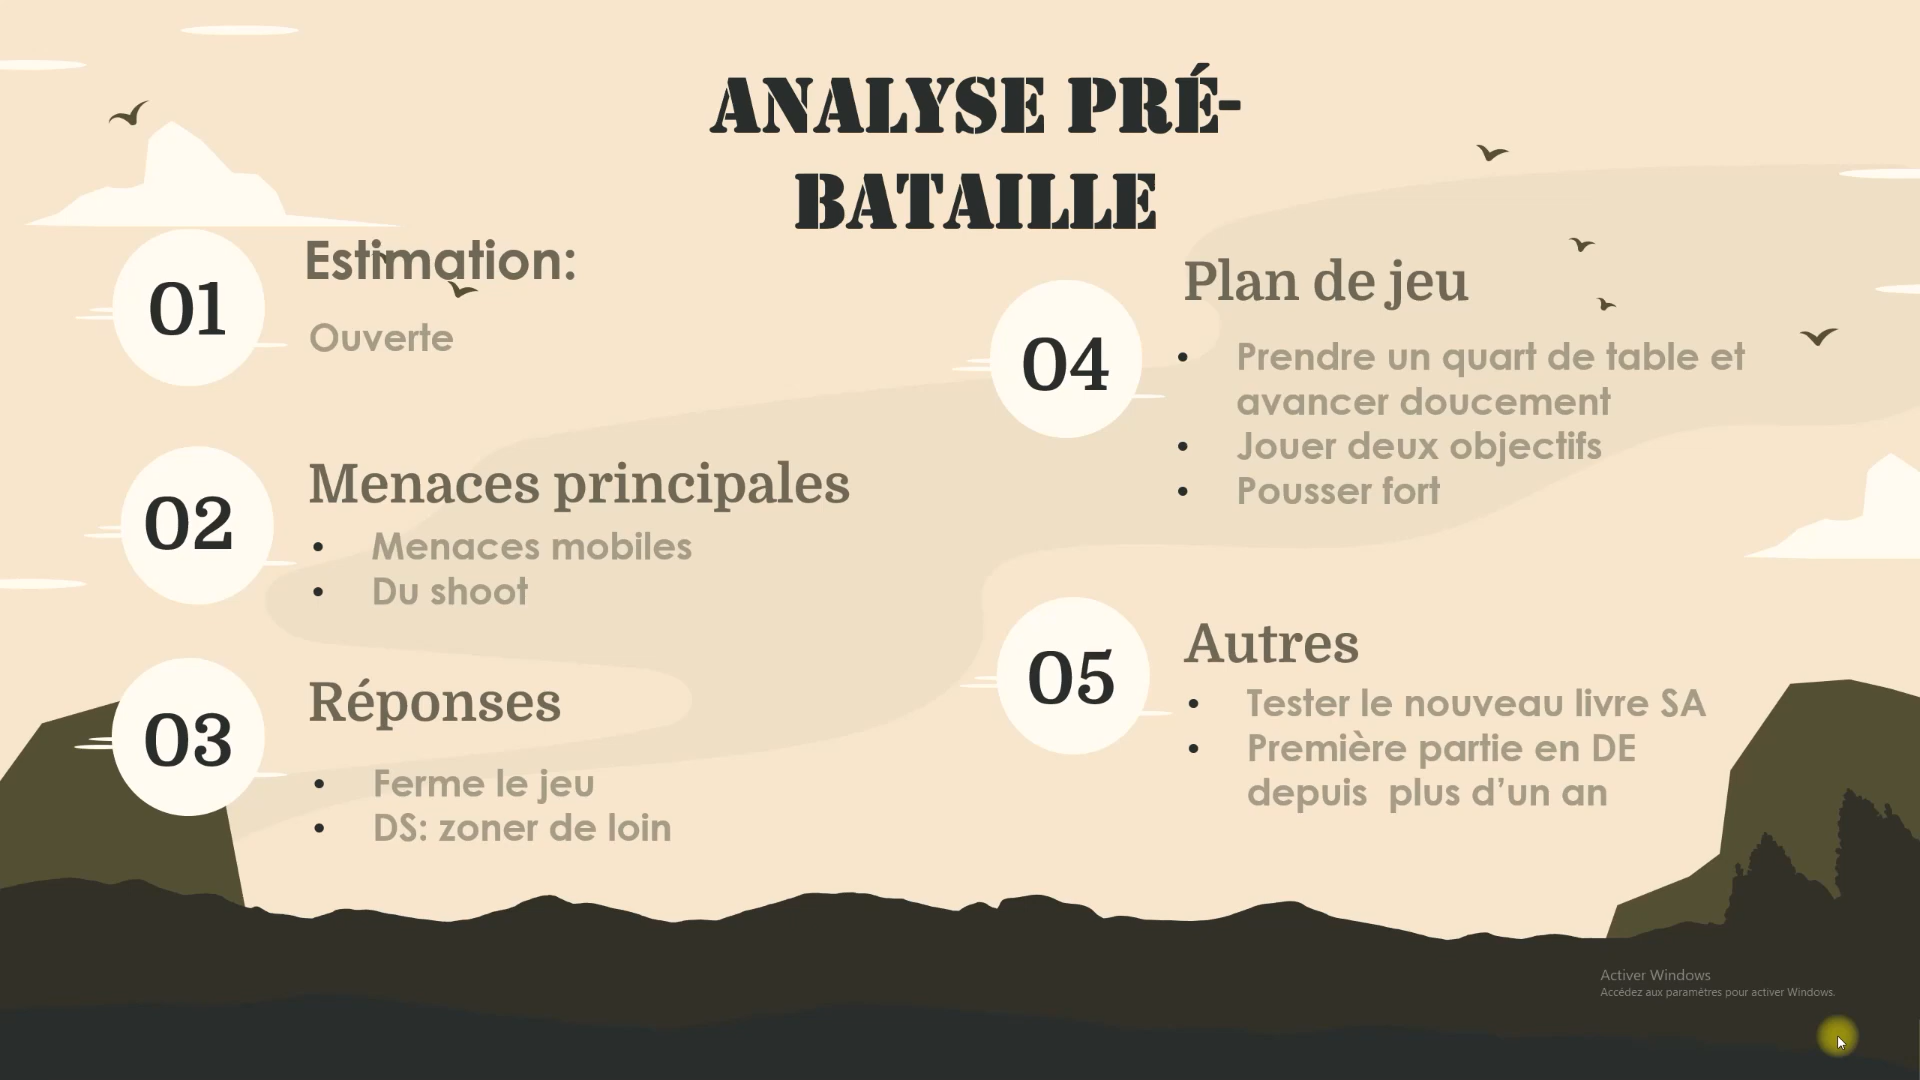 ANALYSE PRÉ-
BATAILLE
01
Estimation:
Ouverte
02
Menaces principales
• Menaces mobiles
• Du shoot
03
Réponses
• Ferme le jeu
• DS: zoner de loin
04
Plan de jeu
• Prendre un quart de table et
avancer doucement
• Jouer deux objectifs
• Pousser fort
05
Autres
• Tester le nouveau livre SA
• Première partie en DE
depuis  plus d’un an
Activer Windows
Accédez aux paramètres pour activer Windows.